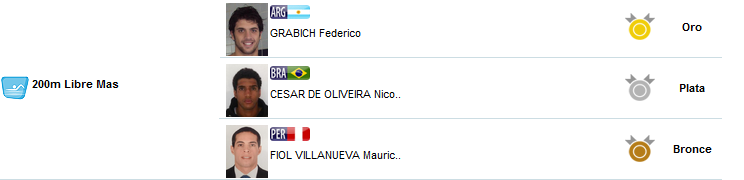 ARG
GRABICH Federico
Oro
200m Libre Mas
BRA
CESAR DE OLIVEIRA Nico..
Plata
PER
FIOL VILLANUEVA Mauric..
Bronce